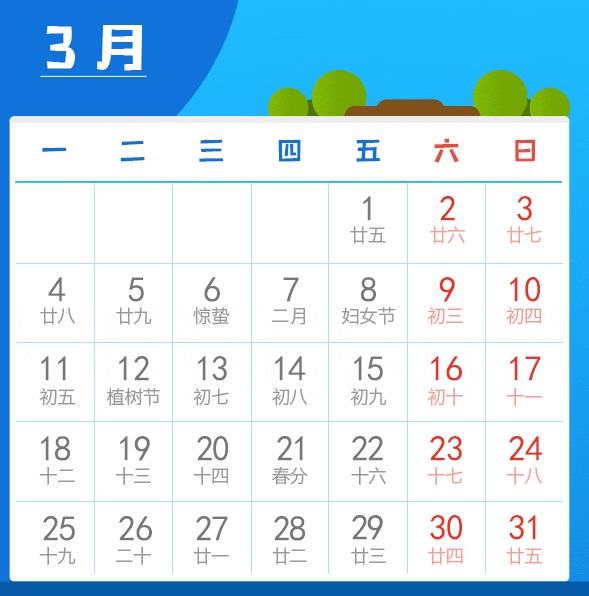 3 月
一 二 三 四 五 六 日
1 2 3
廿五 廿六 廿七
4 5 6 7 8 9 10
廿八 廿九 惊蛰 二月 妇女节 初三 初四
11 12 13 14 15 16 17
初五 植树节 初七 初八 初九 初十 十一
18 19 20 21 22 23 24
十二 十三 十四 春分 十六 十七 十八
25 26 27 28 29 30 31
十九 二十 廿一 廿二 廿三 廿四 廿五